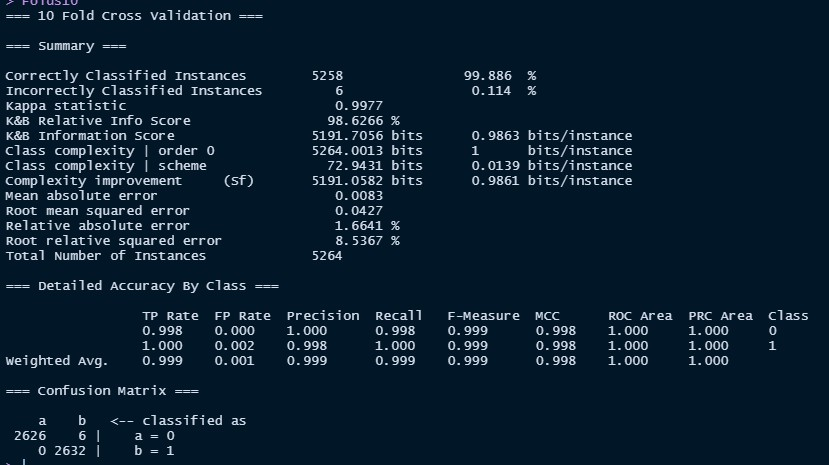 > Folds10
=== 10 Fold Cross Validation ===
=== Summary ===
Correctly Classified Instances 5258 99.886 %
Incorrectly Classified Instances 6 0.114 %
Kappa statistic 0.9977
K&B Relative Info Score 98.6266 %
K&B Information Score 5191.7056 bits 0.9863 bits/instance
Class complexity | order 0 5264.0013 bits 1 bits/instance
Class complexity | scheme 72.9431 bits 0.0139 bits/instance
Complexity improvement (Sf) 5191.0582 bits 0.9861 bits/instance
Mean absolute error 0.0083
Root mean squared error 0.0427
Relative absolute error 1.6641 %
Root relative squared error 8.5367 %
Total Number of Instances 5264
=== Detailed Accuracy By Class ===
TP Rate FP Rate Precision Recall F-Measure MCC ROC Area PRC Area Class
0.998 0.000 1.000 0.998 0.999 0.998 1.000 1.000 0
1.000 0.002 0.998 1.000 0.999 0.998 1.000 1.000 1
Weighted Avg. 0.999 0.001 0.999 0.999 0.999 0.998 1.000 1.000
=== Confusion Matrix ===
a b <-- classified as
2626 6 | a = 0
0 2632 | b = 1
>